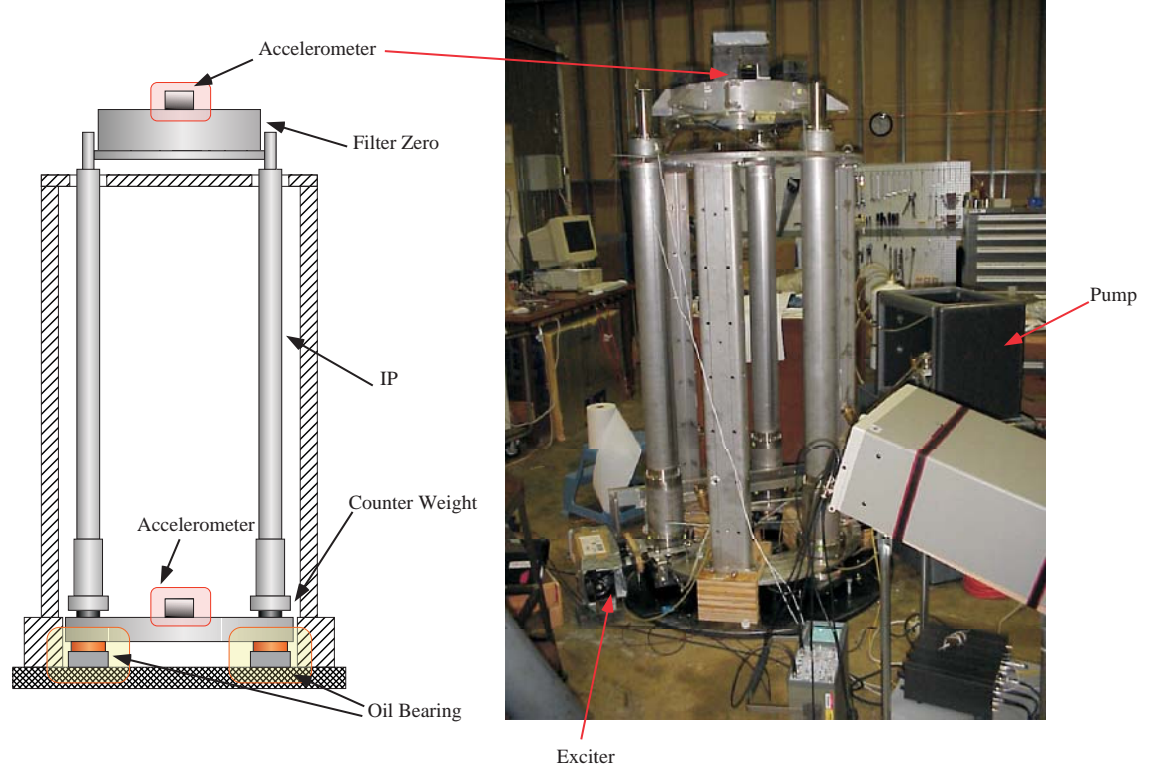 Accelerometer
Filter Zero
Pump
IP
Counter Weight
Accelerometer
Oil Bearing
Exciter